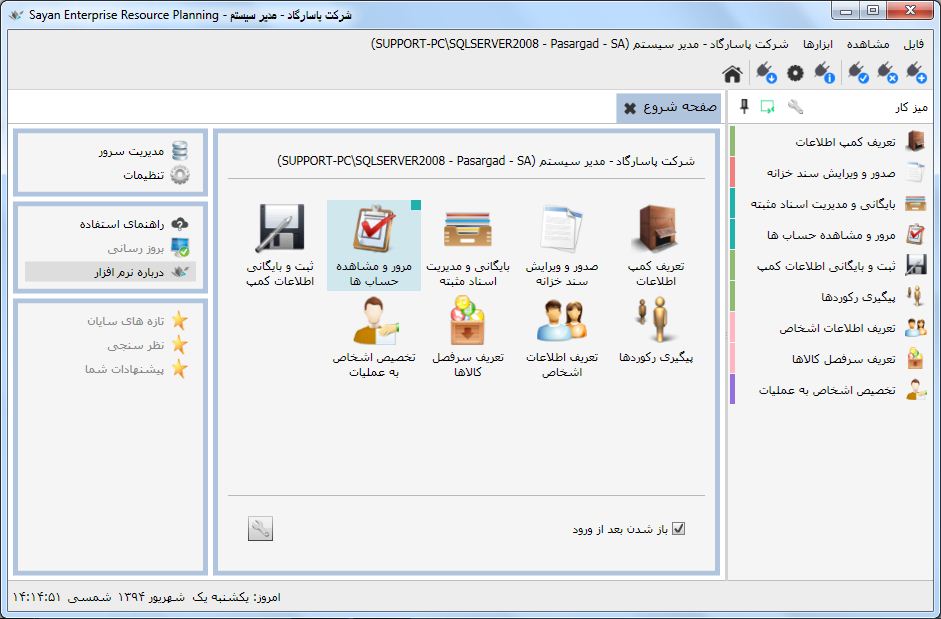 شرکت پاسارگاد - مدیر سیستم - Sayan Enterprise Resource Planning
فایل مشاهده ابزارها شرکت پاسارگاد - مدیر سیستم (SUPPORT-PC\SQLSERVER2008 - Pasargad - SA)
میز کار
تعریف کمپ اطلاعات
صدور و ویرایش سند خزانه
بایگانی و مدیریت اسناد مثبته
مرور و مشاهده حساب ها
ثبت و بایگانی اطلاعات کمپ
پیگیری رکوردها
تعریف اطلاعات اشخاص
تعریف سرفصل کالاها
تخصیص اشخاص به عملیات
صفحه شروع
شرکت پاسارگاد - مدیر سیستم (SUPPORT-PC\SQLSERVER2008 - Pasargad - SA)
تعریف کمپ
اطلاعات
صدور و ویرایش
سند خزانه
بایگانی و مدیریت
اسناد مثبته
مرور و مشاهده
حساب ها
ثبت و بایگانی
اطلاعات کمپ
پیگیری رکوردها
تعریف اطلاعات
اشخاص
تعریف سرفصل
کالاها
تخصیص اشخاص
به عملیات
باز شدن بعد از ورود
مدیریت سرور
تنظیمات
راهنمای استفاده
بروز رسانی
درباره نرم افزار
تازه های سایان
نظر سنجی
پیشنهادات شما
امروز: یکشنبه یک شهریور ۱۳۹۴ شمسی ۱۴:۱۴:۵۱